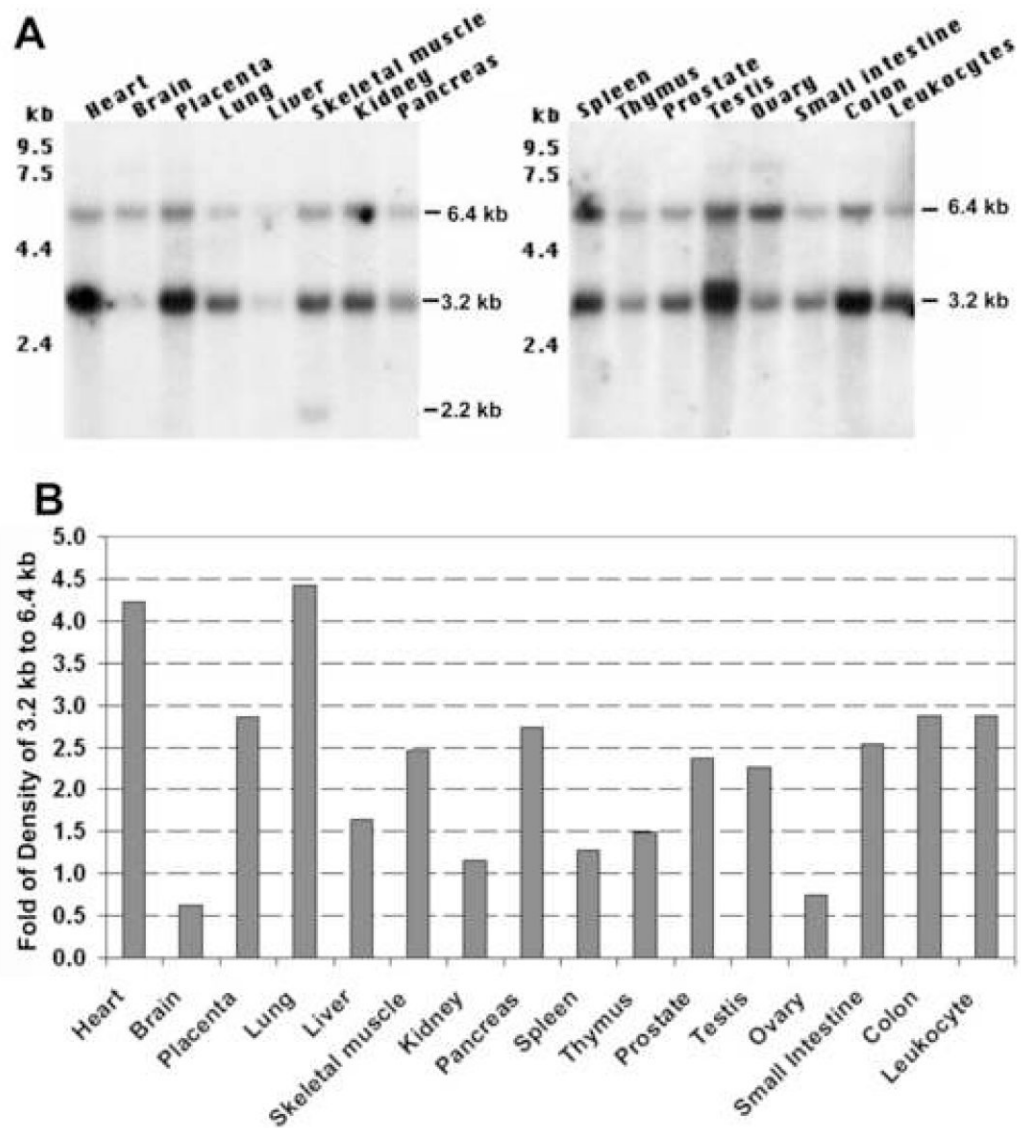 A
Heart Brain Placenta Lung Liver Skeletal muscle Kidney Pancreas
kb
9.5
7.5
4.4
2.4
6.4 kb
3.2 kb
2.2 kb
Spleen Thymus Prostate Testis Ovary Small intestine Colon Leukocytes
kb
9.5
7.5
4.4
2.4
6.4 kb
3.2 kb
B
Fold of Density of 3.2 kb to 6.4 kb
5.0
4.5
4.0
3.5
3.0
2.5
2.0
1.5
1.0
0.5
0.0
Heart
Brain
Placenta
Lung
Liver
Skeletal muscle
Kidney
Pancreas
Spleen
Thymus
Prostate
Testis
Ovary
Small Intestine
Colon
Leukocyte